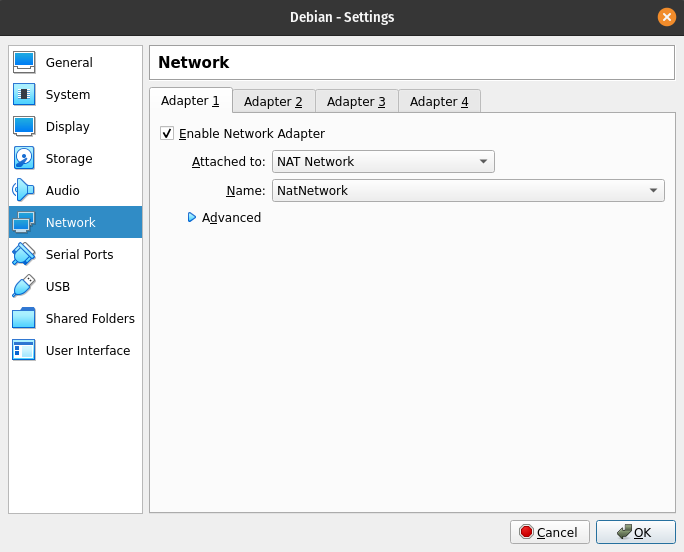 Debian - Settings
General
System
Display
Storage
Audio
Network
Serial Ports
USB
Shared Folders
User Interface
Network
Adapter 1 Adapter 2 Adapter 3 Adapter 4
Enable Network Adapter
Attached to: NAT Network
Name: NatNetwork
Advanced
Cancel OK